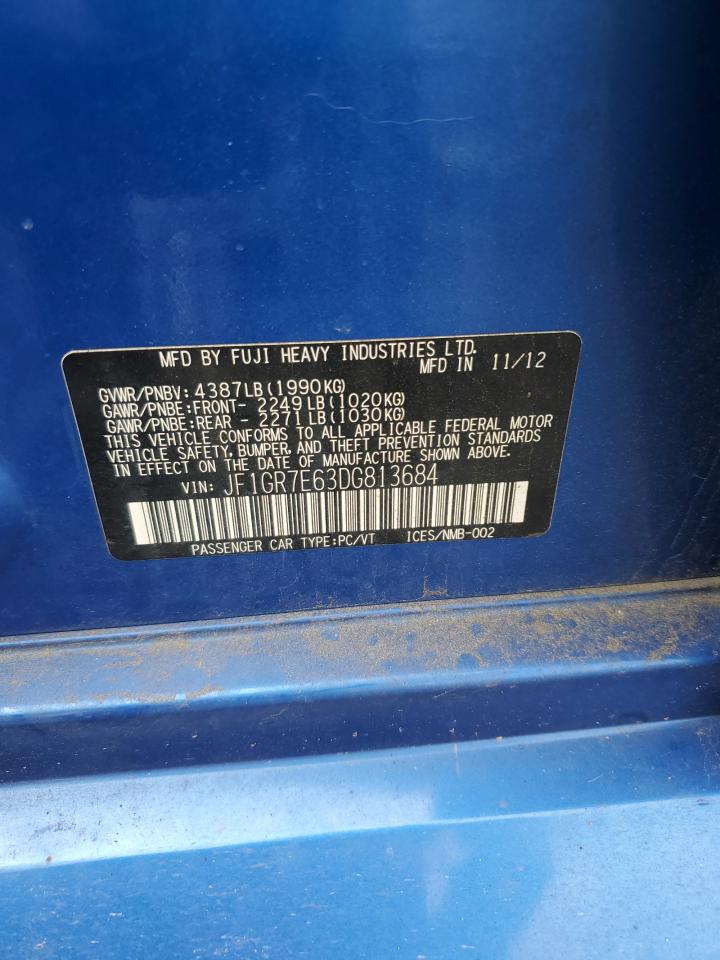 MFD BY FUJI HEAVY INDUSTRIES LTD.
MFD IN 11/12
GVWR/PNBV: 4387LB(1990KG)
GAWR/PNBE:FRONT- 2249LB(1020KG)
GAWR/PNBE:REAR - 2271LB(1030KG)
THIS VEHICLE CONFORMS TO ALL APPLICABLE FEDERAL MOTOR
VEHICLE SAFETY, BUMPER, AND THEFT PREVENTION STANDARDS
IN EFFECT ON THE DATE OF MANUFACTURE SHOWN ABOVE.
VIN: JF1GR7E63DG813684
PASSENGER CAR TYPE:PC/VT ICES/NMB-002